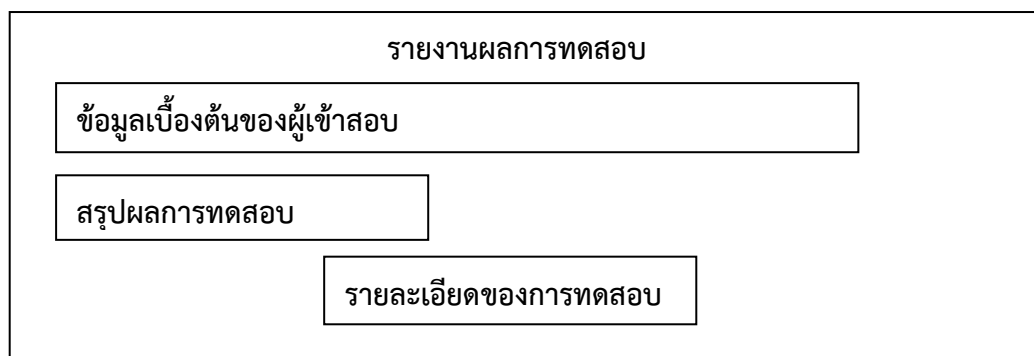 รายงานผลการทดสอบ
ข้อมูลเบื้องต้นของผู้เข้าสอบ
สรุปผลการทดสอบ
รายละเอียดของการทดสอบ